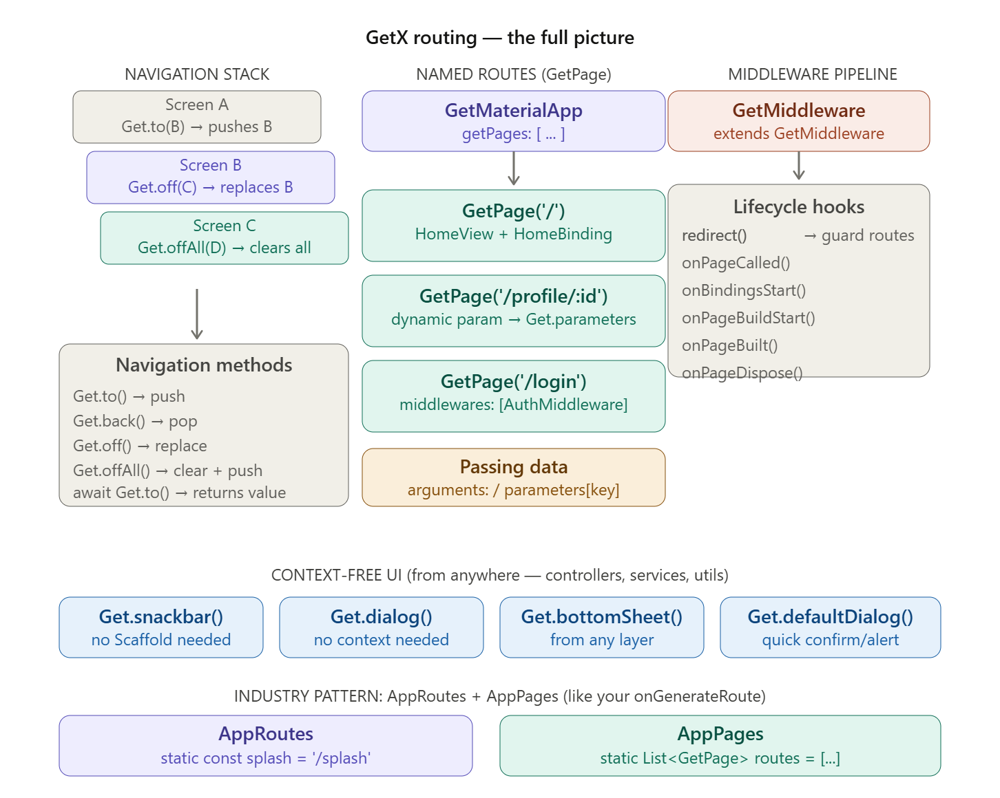 GetX routing — the full picture
NAVIGATION STACK
Screen A
Get.to(B) → pushes B
Screen B
Get.off(C) → replaces B
Screen C
Get.offAll(D) → clears all
Navigation methods
Get.to() → push
Get.back() → pop
Get.off() → replace
Get.offAll() → clear + push
await Get.to() → returns value
NAMED ROUTES (GetPage)
GetMaterialApp
getPages: [ ... ]
GetPage('/')
HomeView + HomeBinding
GetPage('/profile/:id')
dynamic param → Get.parameters
GetPage('/login')
middlewares: [AuthMiddleware]
Passing data
arguments: / parameters[key]
MIDDLEWARE PIPELINE
GetMiddleware
extends GetMiddleware
Lifecycle hooks
redirect() → guard routes
onPageCalled()
onBindingsStart()
onPageBuildStart()
onPageBuilt()
onPageDispose()
CONTEXT-FREE UI (from anywhere — controllers, services, utils)
Get.snackbar()
no Scaffold needed
Get.dialog()
no context needed
Get.bottomSheet()
from any layer
Get.defaultDialog()
quick confirm/alert
INDUSTRY PATTERN: AppRoutes + AppPages (like your onGenerateRoute)
AppRoutes
static const splash = '/splash'
AppPages
static List<GetPage> routes = [...]